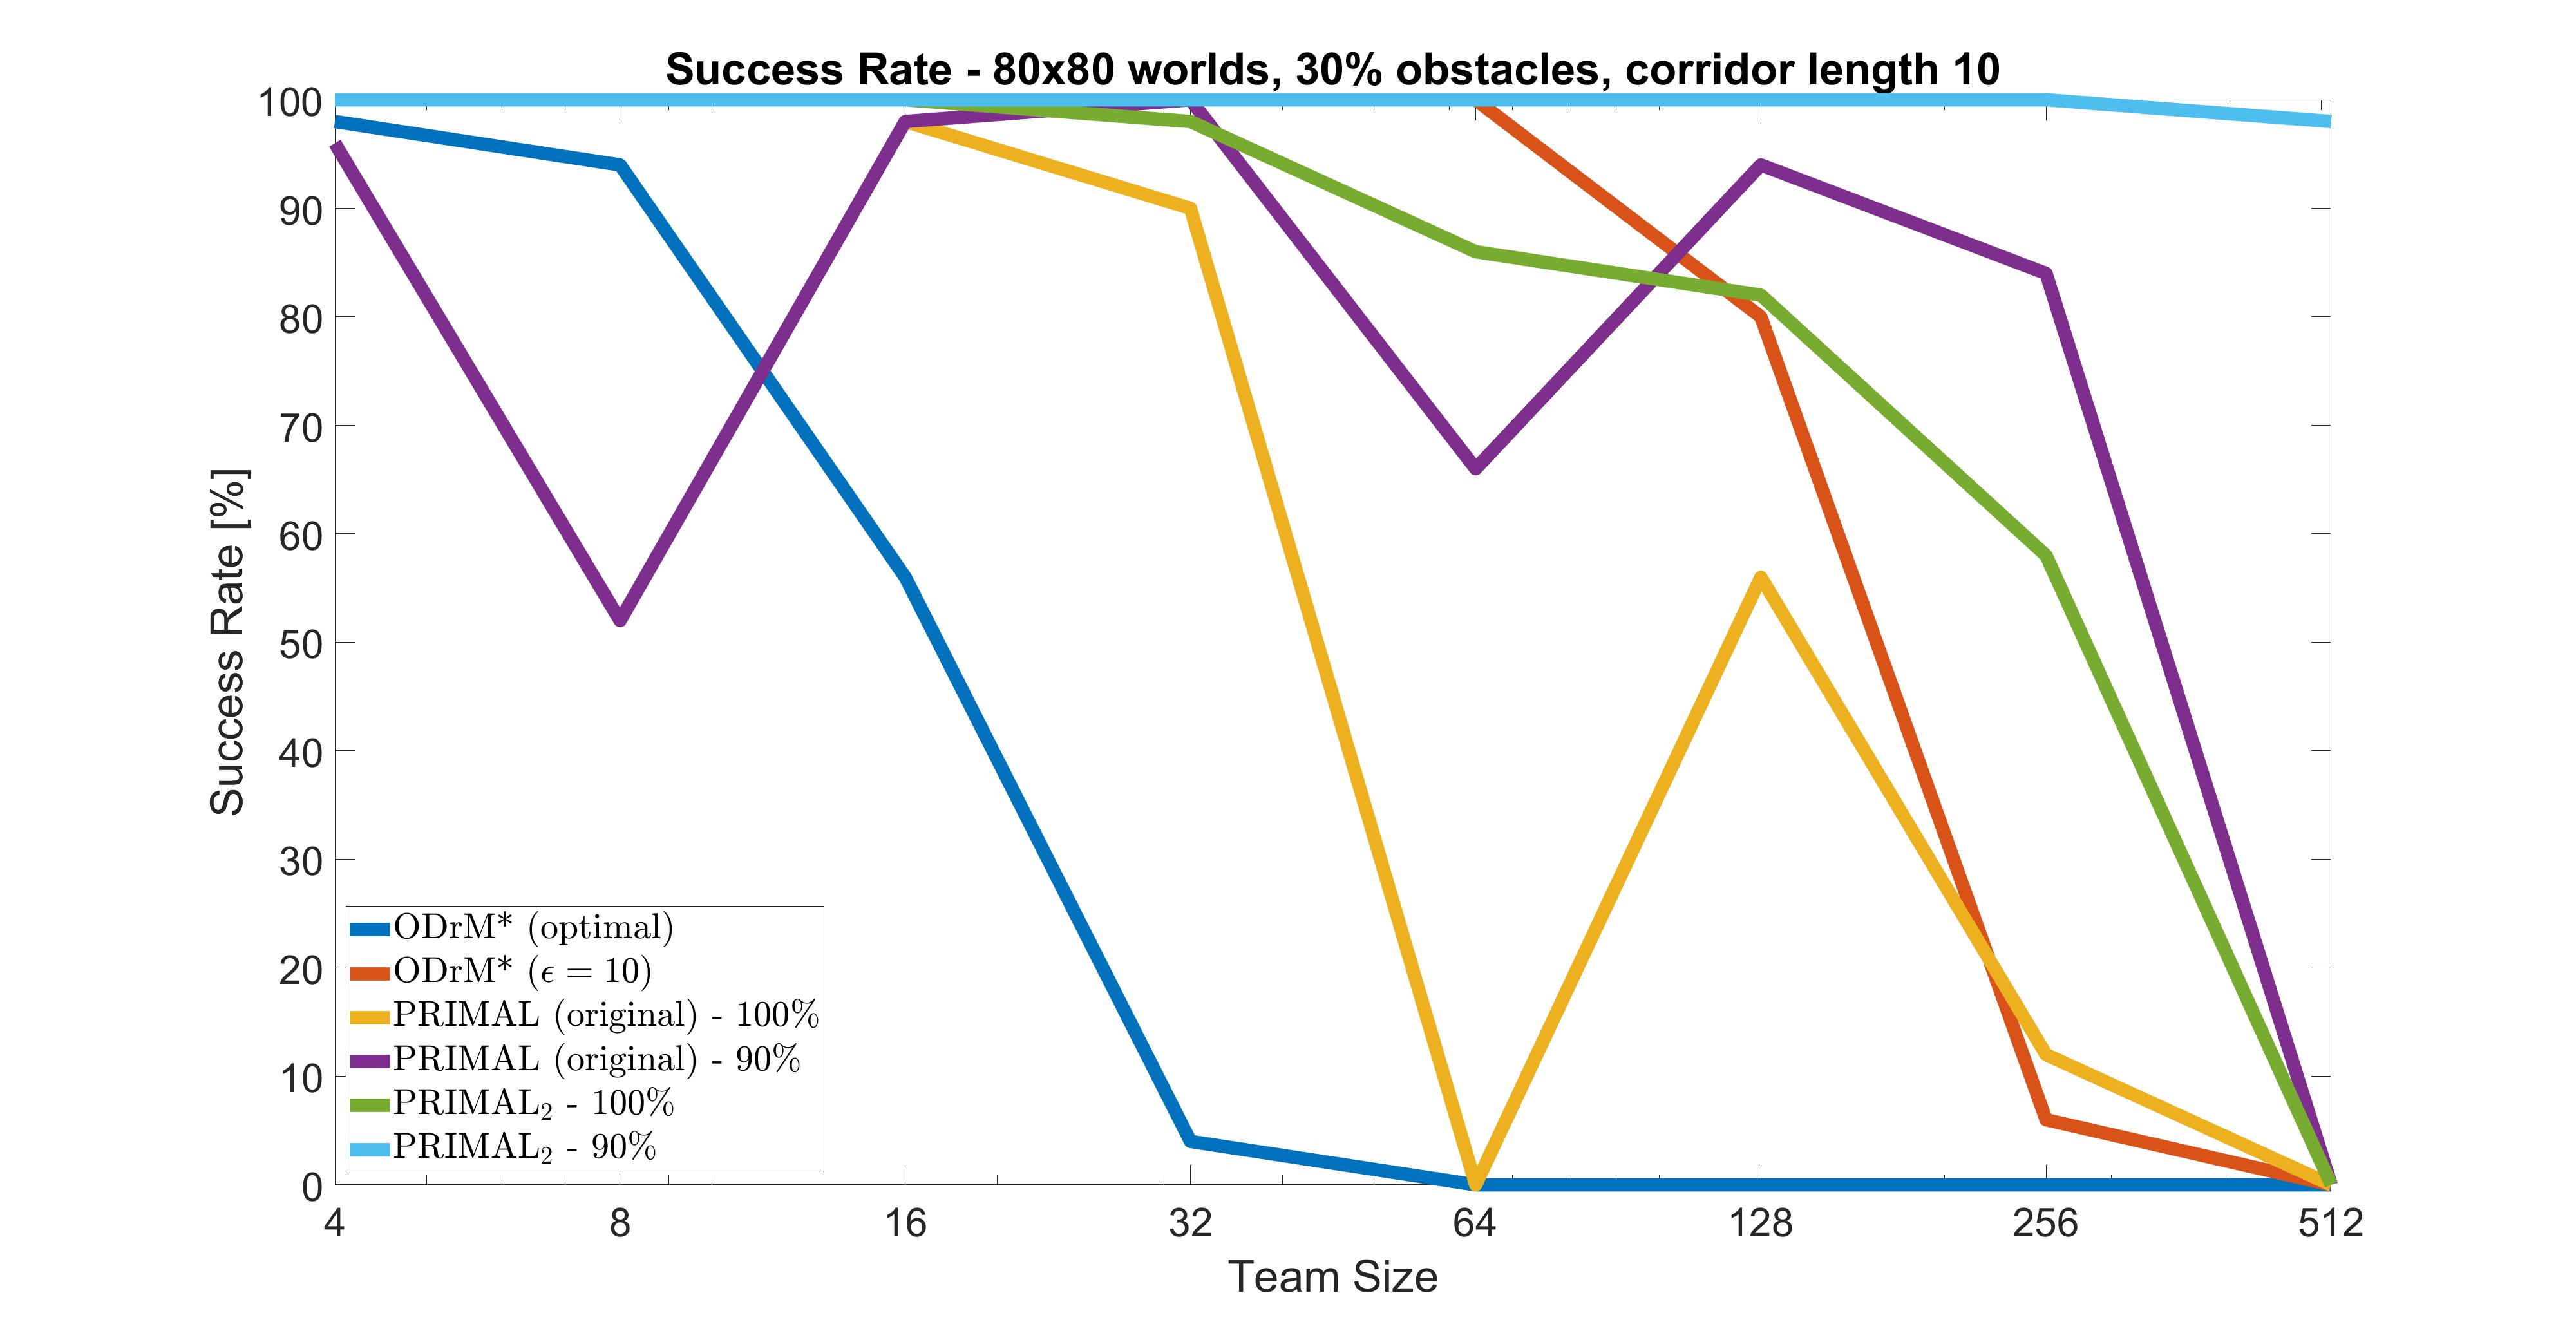 Success Rate - 80x80 worlds, 30% obstacles, corridor length 10
Success Rate [%]
100
90
80
70
60
50
40
30
20
10
0
ODrM* (optimal)
ODrM* (ϵ = 10)
PRIMAL (original) - 100%
PRIMAL (original) - 90%
PRIMAL₂ - 100%
PRIMAL₂ - 90%
4 8 16 32 64 128 256 512
Team Size